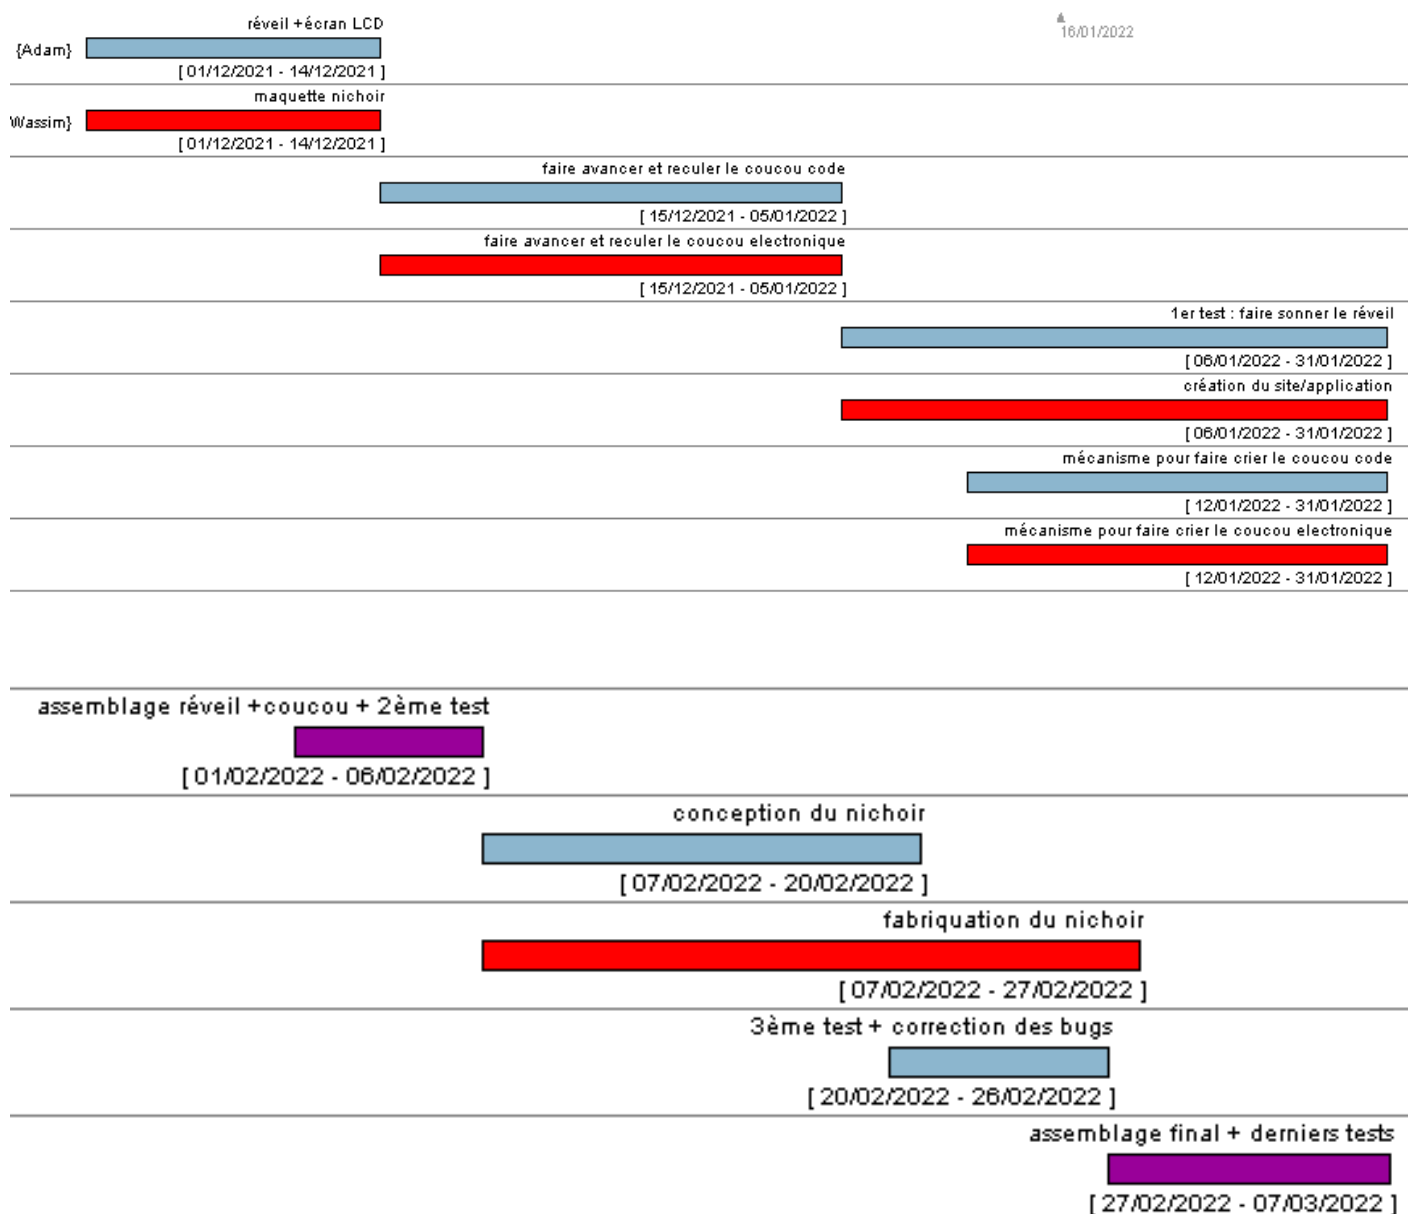 réveil +écran LCD
16/01/2022
{Adam}
[ 01/12/2021 - 14/12/2021 ]
maquette nichoir
Wassim}
[ 01/12/2021 - 14/12/2021 ]
faire avancer et reculer le coucou code
[ 15/12/2021 - 05/01/2022 ]
faire avancer et reculer le coucou electronique
[ 15/12/2021 - 05/01/2022 ]
1er test : faire sonner le réveil
[ 06/01/2022 - 31/01/2022 ]
création du site/application
[ 06/01/2022 - 31/01/2022 ]
mécanisme pour faire crier le coucou code
[ 12/01/2022 - 31/01/2022 ]
mécanisme pour faire crier le coucou electronique
[ 12/01/2022 - 31/01/2022 ]
assemblage réveil +coucou + 2ème test
[ 01/02/2022 - 06/02/2022 ]
conception du nichoir
[ 07/02/2022 - 20/02/2022 ]
fabriquation du nichoir
[ 07/02/2022 - 27/02/2022 ]
3ème test + correction des bugs
[ 20/02/2022 - 26/02/2022 ]
assemblage final + derniers tests
[ 27/02/2022 - 07/03/2022 ]